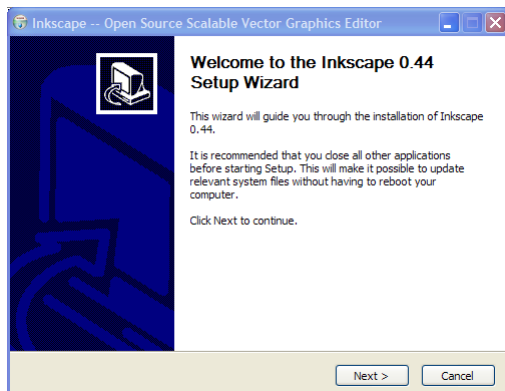 Inkscape -- Open Source Scalable Vector Graphics Editor
Welcome to the Inkscape 0.44
Setup Wizard
This wizard will guide you through the installation of Inkscape
0.44.
It is recommended that you close all other applications
before starting Setup. This will make it possible to update
relevant system files without having to reboot your
computer.
Click Next to continue.
Next >
Cancel